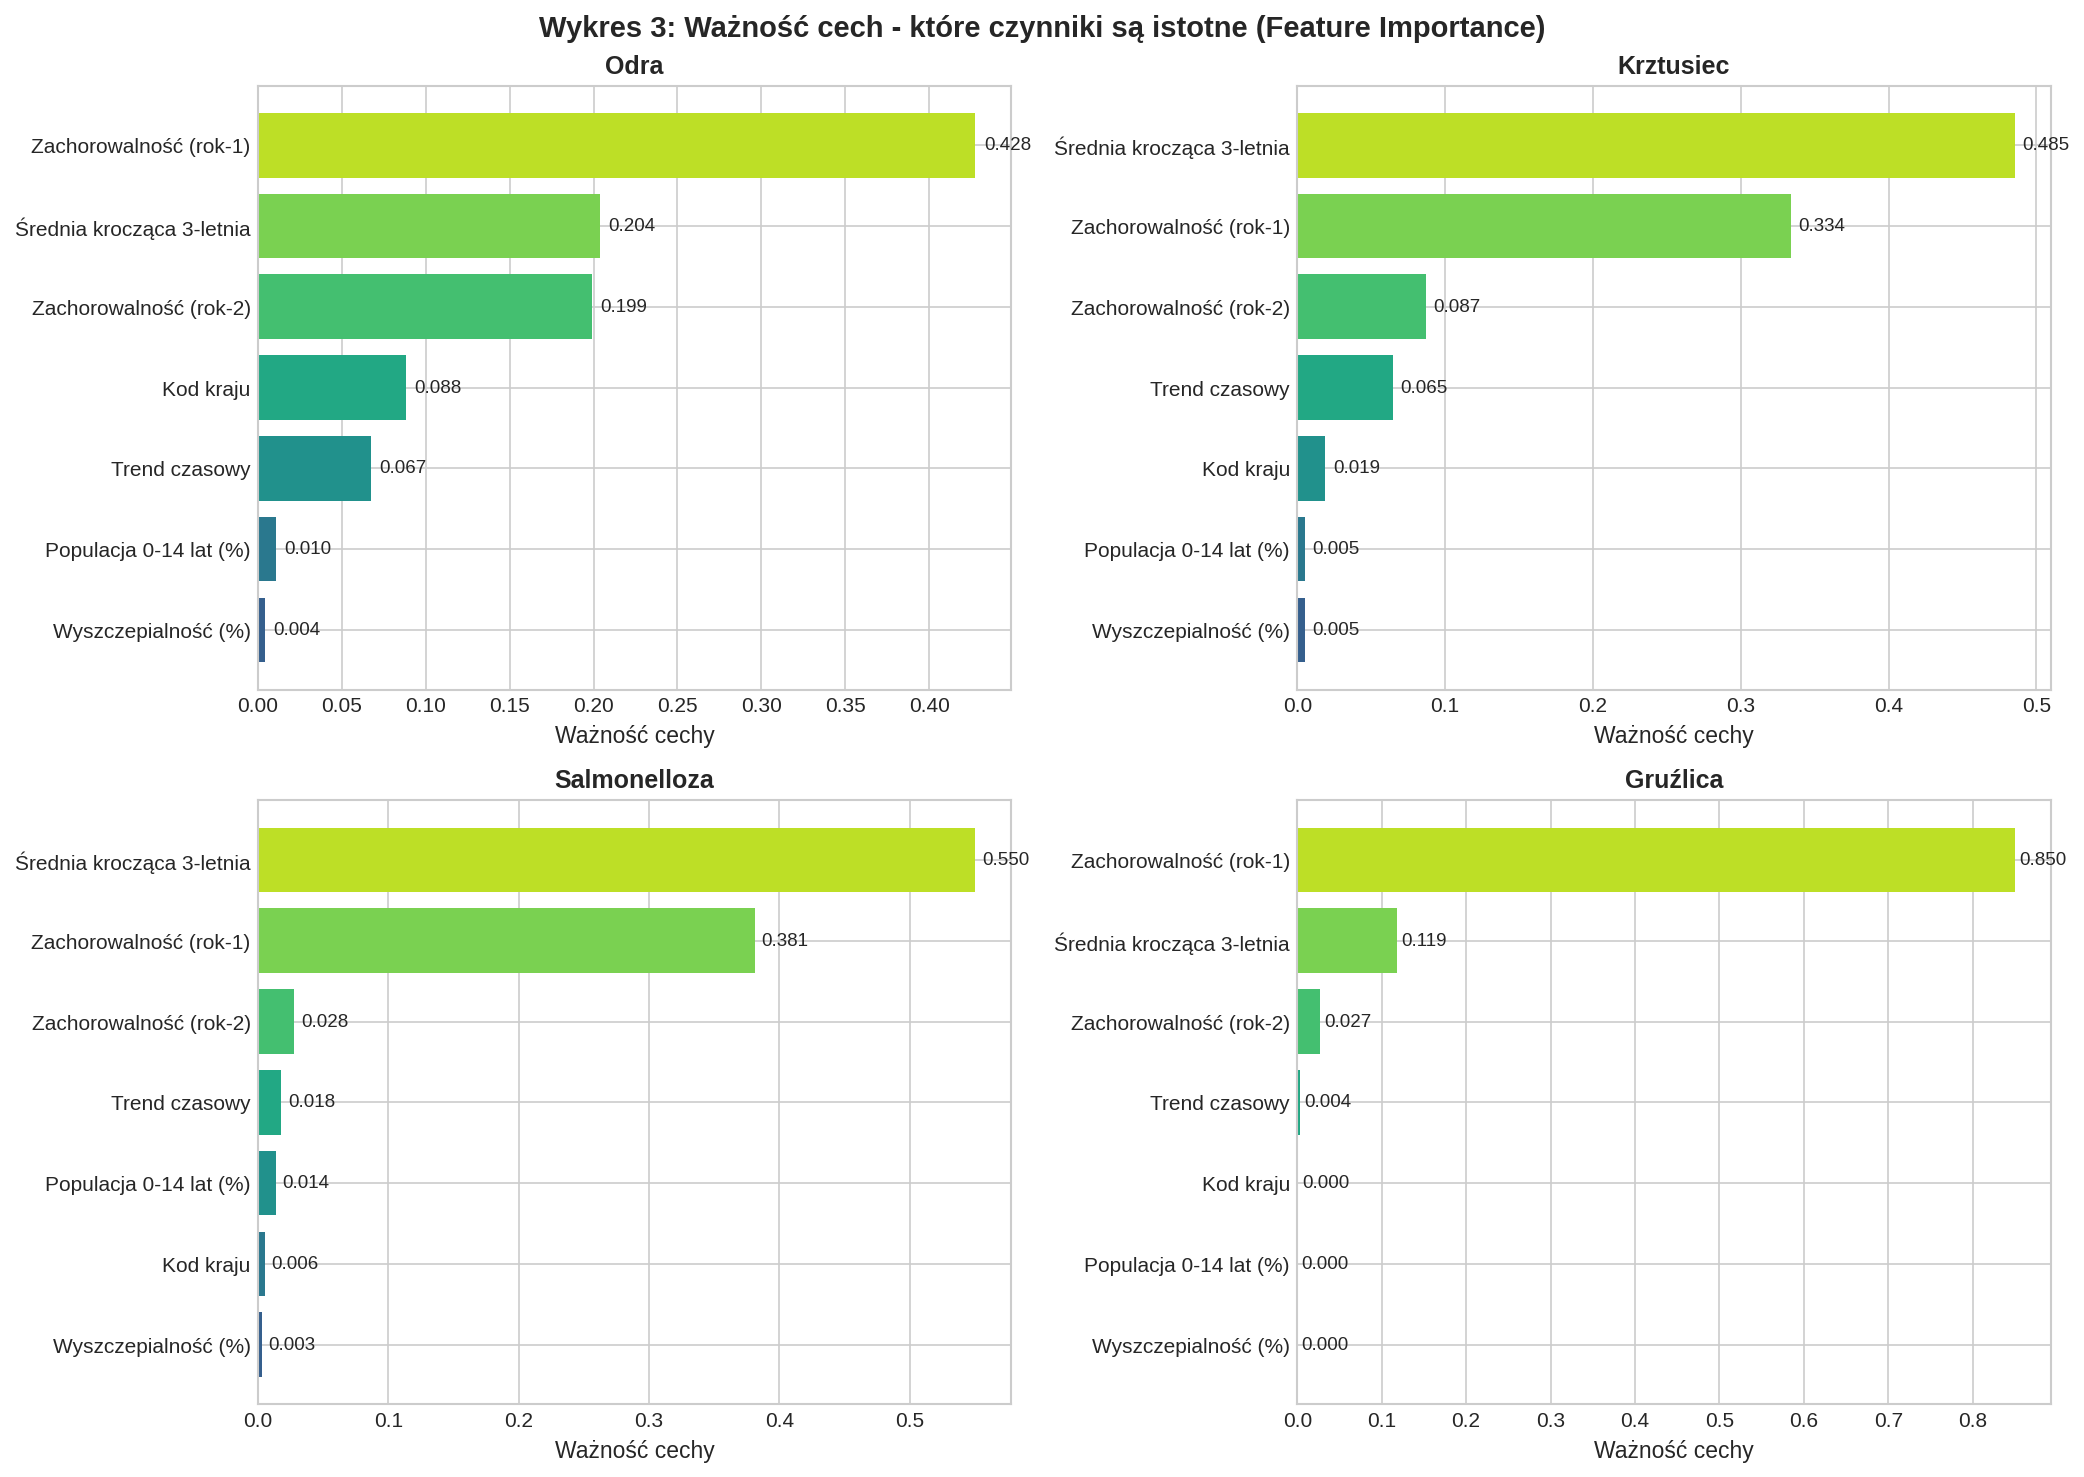 Wykres 3: Ważność cech - które czynniki są istotne (Feature Importance)
Odra
Zachorowalność (rok-1)
0.428
Średnia krocząca 3-letnia
0.204
Zachorowalność (rok-2)
0.199
Kod kraju
0.088
Trend czasowy
0.067
Populacja 0-14 lat (%)
0.010
Wyszczepialność (%)
0.004
0.00 0.05 0.10 0.15 0.20 0.25 0.30 0.35 0.40
Ważność cechy
Krztusiec
Średnia krocząca 3-letnia
0.485
Zachorowalność (rok-1)
0.334
Zachorowalność (rok-2)
0.087
Trend czasowy
0.065
Kod kraju
0.019
Populacja 0-14 lat (%)
0.005
Wyszczepialność (%)
0.005
0.0 0.1 0.2 0.3 0.4 0.5
Ważność cechy
Salmonelloza
Średnia krocząca 3-letnia
0.550
Zachorowalność (rok-1)
0.381
Zachorowalność (rok-2)
0.028
Trend czasowy
0.018
Populacja 0-14 lat (%)
0.014
Kod kraju
0.006
Wyszczepialność (%)
0.003
0.0 0.1 0.2 0.3 0.4 0.5
Ważność cechy
Gruźlica
Zachorowalność (rok-1)
0.850
Średnia krocząca 3-letnia
0.119
Zachorowalność (rok-2)
0.027
Trend czasowy
0.004
Kod kraju
0.000
Populacja 0-14 lat (%)
0.000
Wyszczepialność (%)
0.000
0.0 0.1 0.2 0.3 0.4 0.5 0.6 0.7 0.8
Ważność cechy